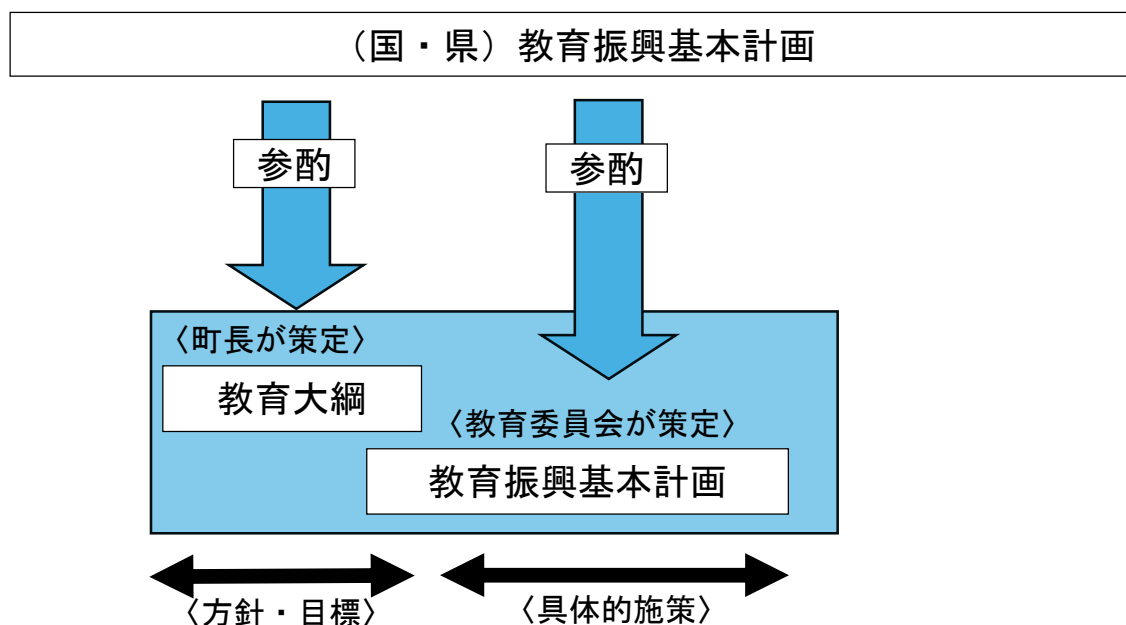 （国・県）教育振興基本計画
参酌
参酌
〈町長が策定〉
教育大綱
〈教育委員会が策定〉
教育振興基本計画
〈方針・目標〉
〈具体的施策〉